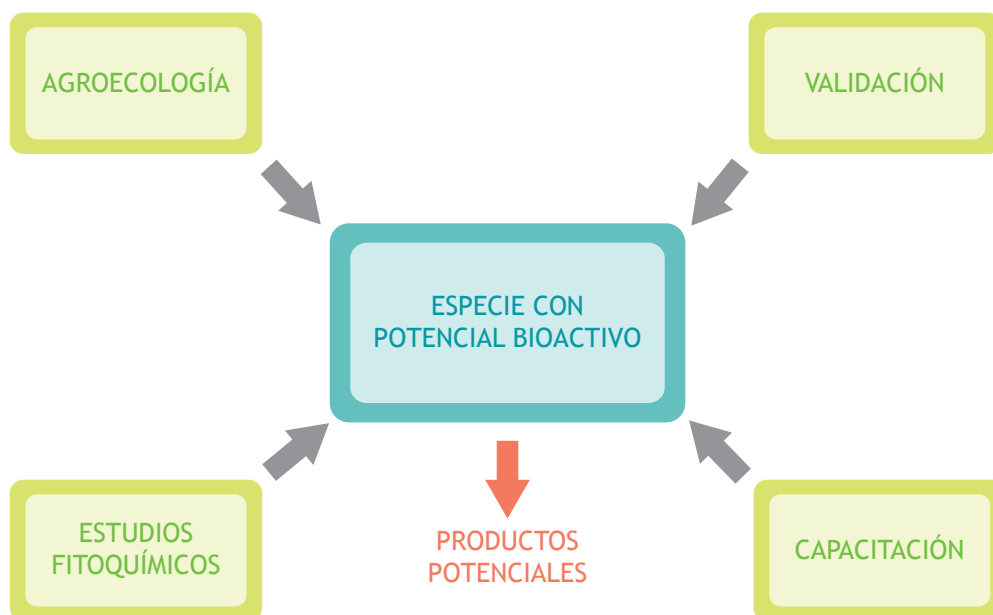 AGROECOLOGÍA
VALIDACIÓN
ESPECIE CON
POTENCIAL BIOACTIVO
ESTUDIOS
FITOQUÍMICOS
PRODUCTOS
POTENCIALES
CAPACITACIÓN